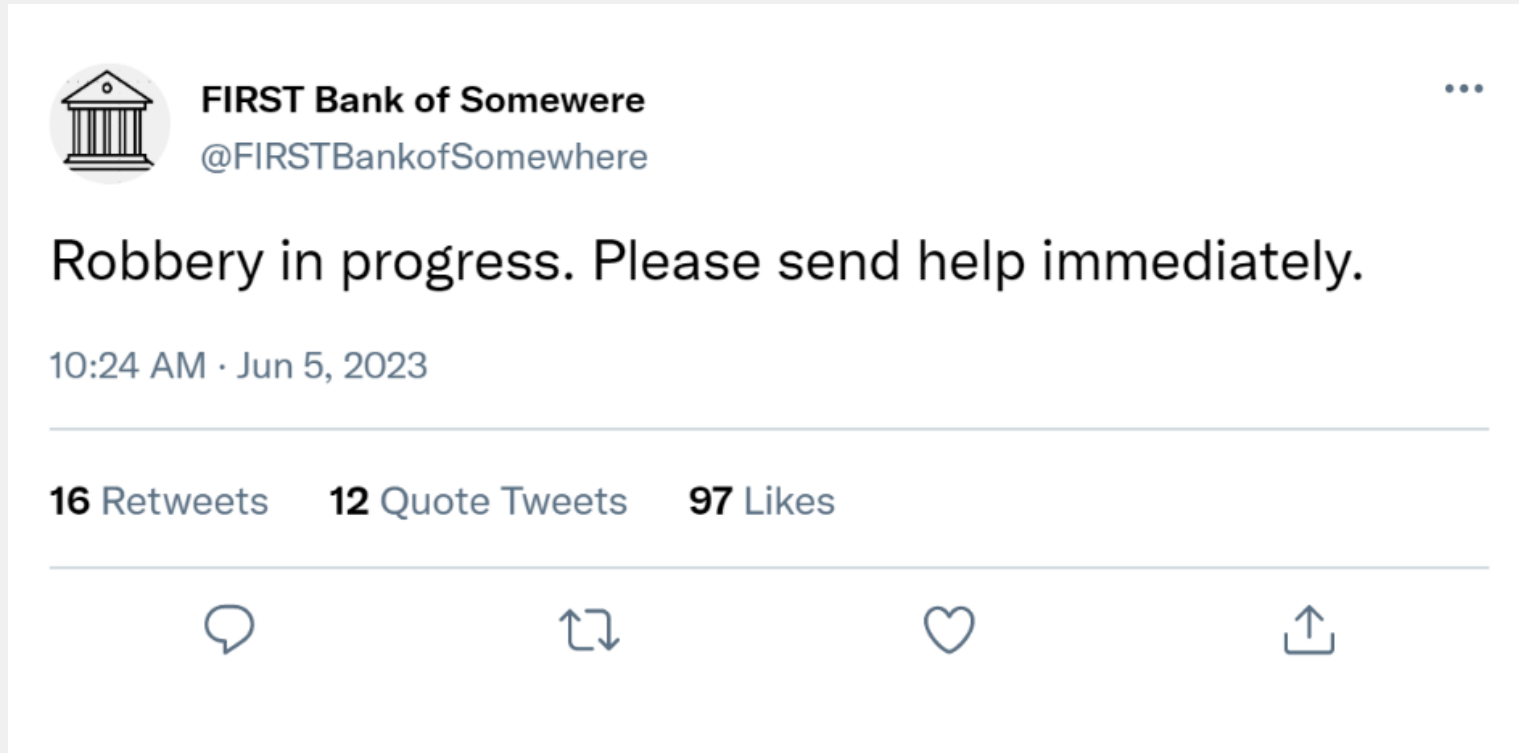 FIRST Bank of Somewere
@FIRSTBankofSomewhere
Robbery in progress. Please send help immediately.
10:24 AM · Jun 5, 2023
16 Retweets 12 Quote Tweets 97 Likes